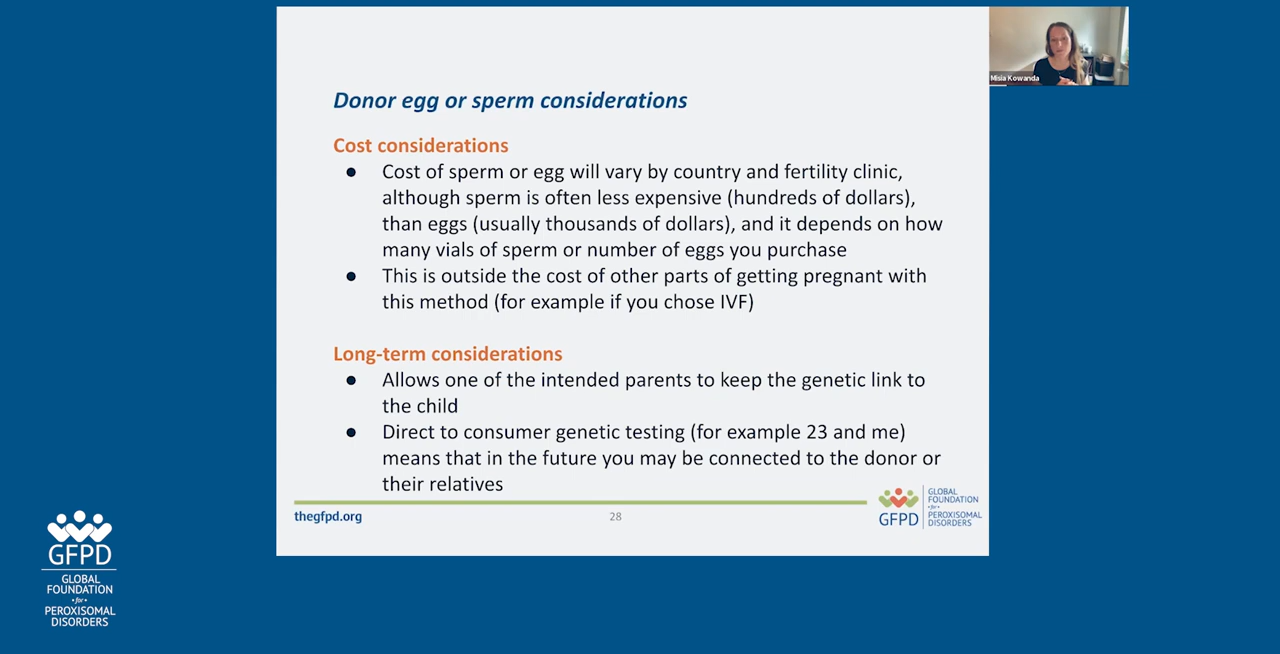 Misia Kowanda
Donor egg or sperm considerations
Cost considerations
● Cost of sperm or egg will vary by country and fertility clinic,
although sperm is often less expensive (hundreds of dollars),
than eggs (usually thousands of dollars), and it depends on how
many vials of sperm or number of eggs you purchase
● This is outside the cost of other parts of getting pregnant with
this method (for example if you chose IVF)
Long-term considerations
● Allows one of the intended parents to keep the genetic link to
the child
● Direct to consumer genetic testing (for example 23 and me)
means that in the future you may be connected to the donor or
their relatives
thegfpd.org
28
GFPD
GLOBAL
FOUNDATION
for
PEROXISOMAL
DISORDERS
GFPD
GLOBAL
FOUNDATION
for
PEROXISOMAL
DISORDERS